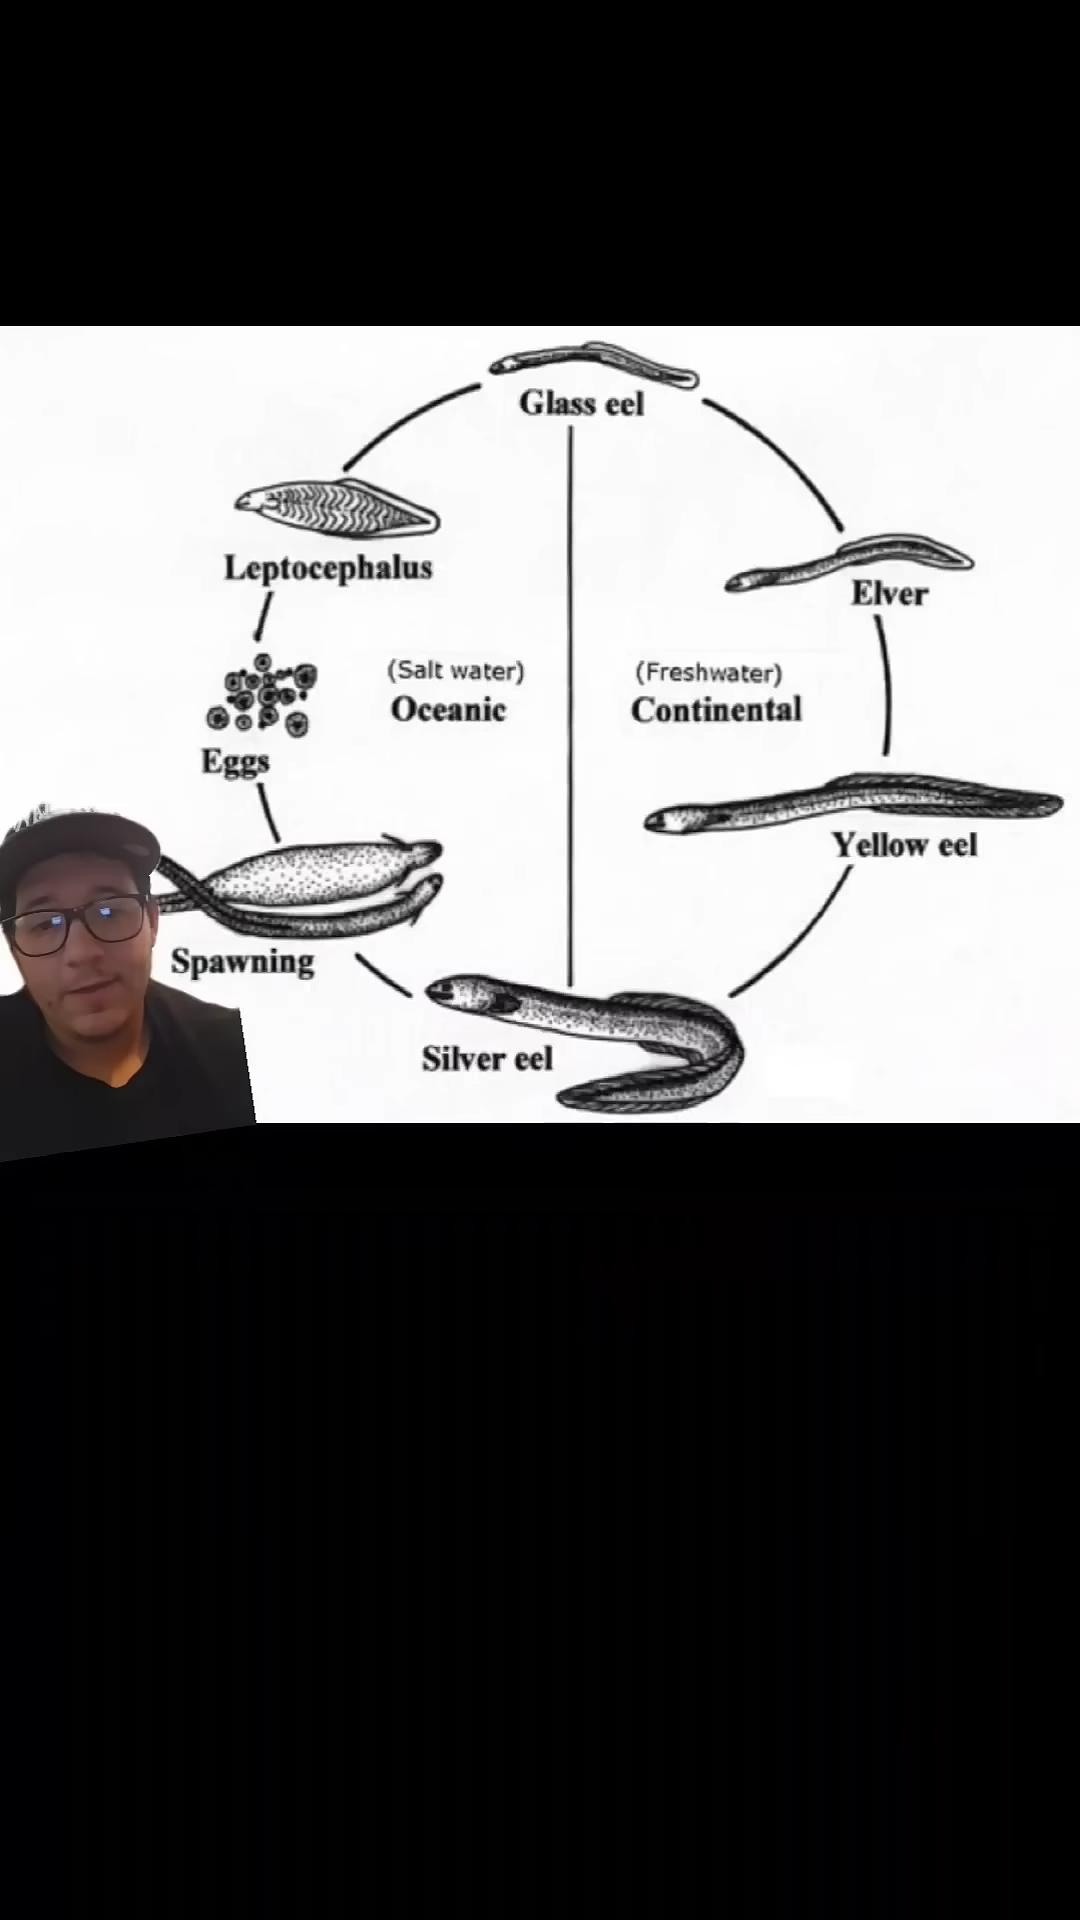 Glass eel
Leptocephalus
Elver
(Salt water)
Oceanic
(Freshwater)
Continental
Eggs
Yellow eel
Spawning
Silver eel